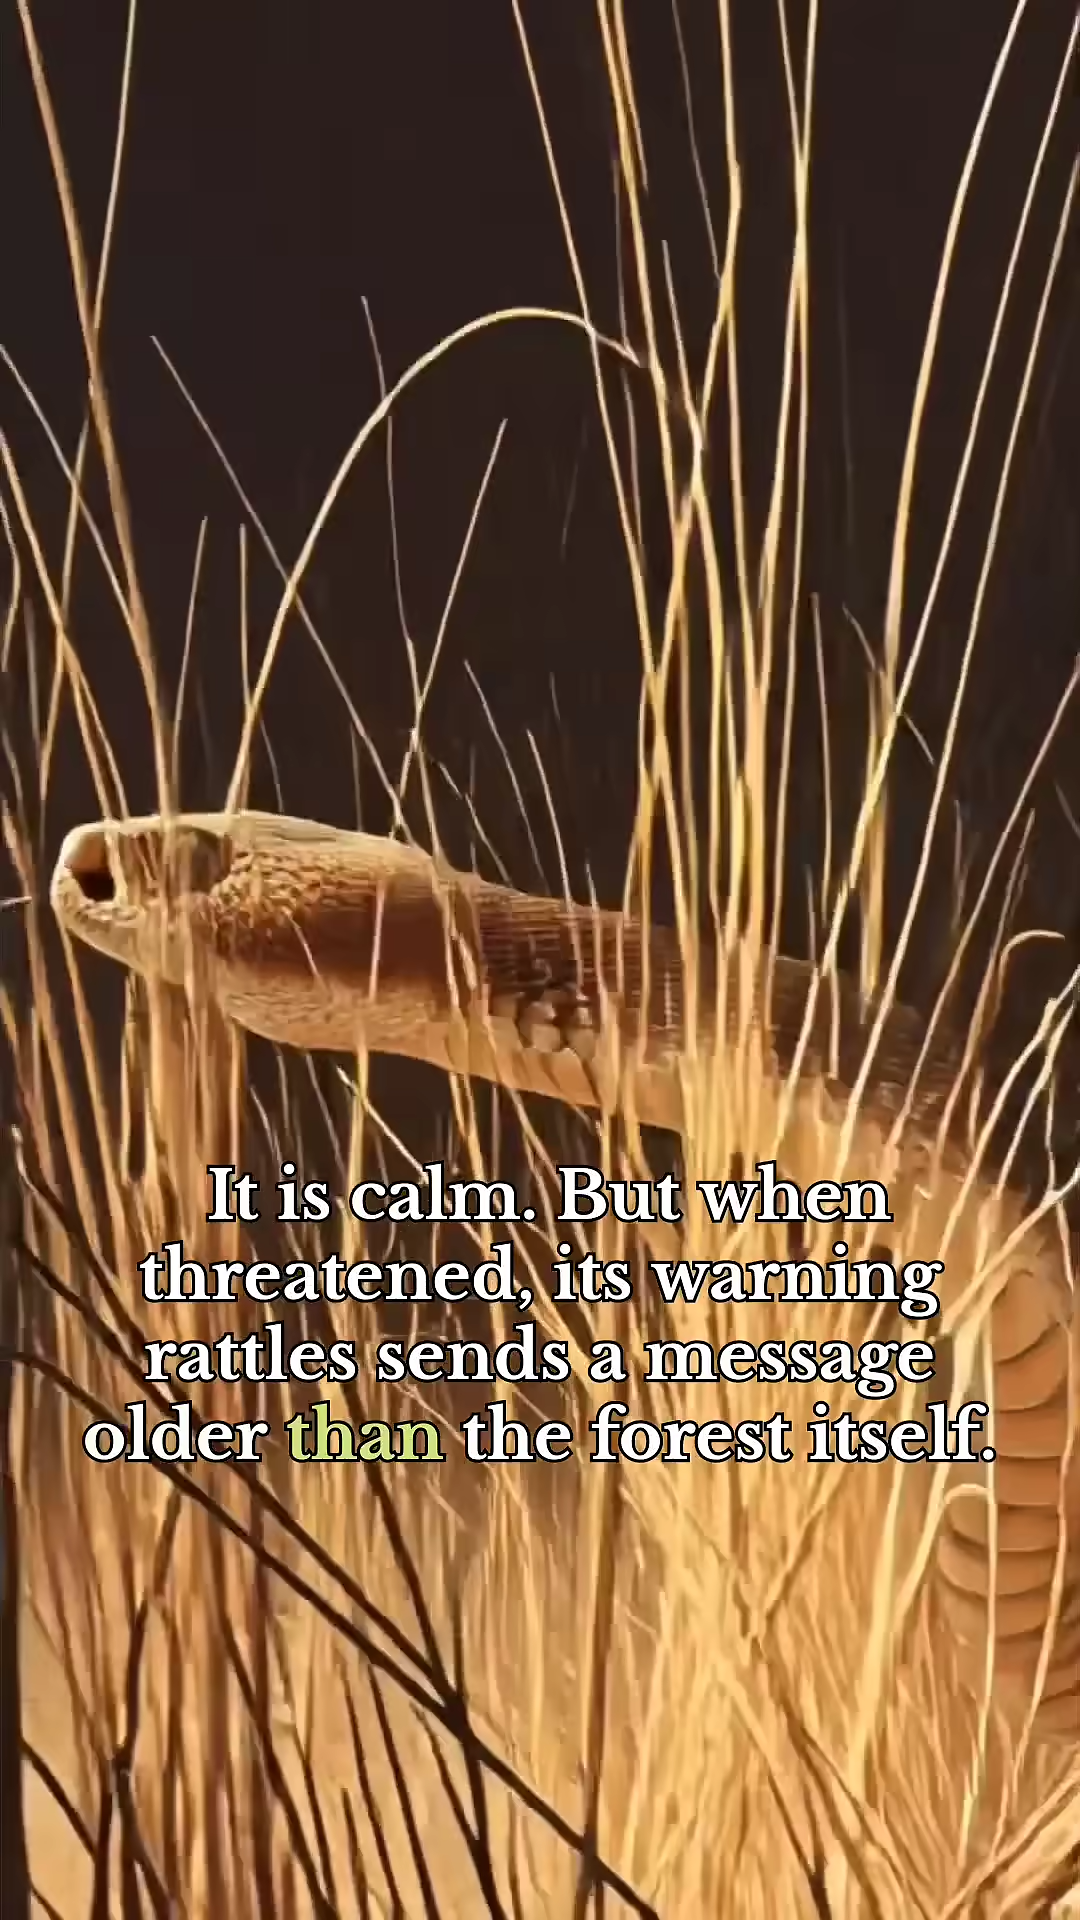 It is calm. But when
threatened, its warning
rattles sends a message
older than the forest itself.